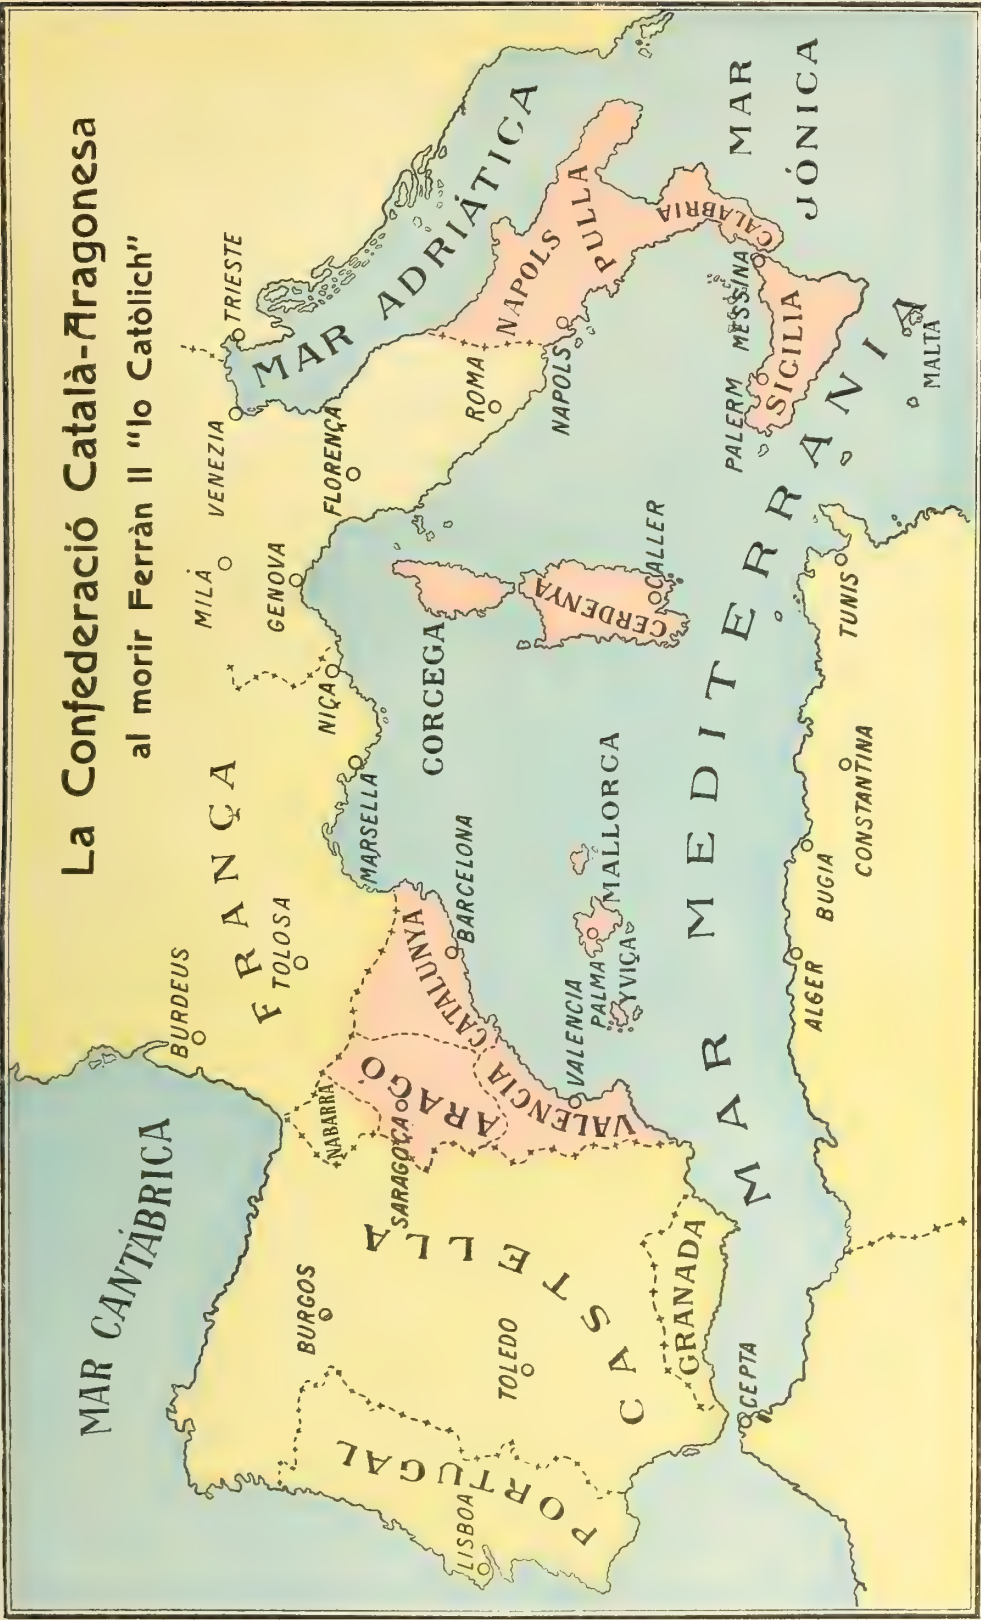 La Confederació Català-Aragonesa
al morir Ferràn II "lo Catòlich"
MAR CANTÁBRICA
BURDEUS
FRANÇA
TOLOSA
MARSELLA
NIÇA
MILÀ
GENOVA
VENEZIA
TRIESTE
FLORENÇA
ROMA
MAR ADRIÁTICA
NAPOLS
PULLA
NAPOLS
CALABRIA
MAR
JÓNICA
MESSINA
PALERM
SICILIA
MALTA
CORCEGA
CERDENYA
CALLER
NABARRA
ARAGÓ
SARAGOÇA
CATALUNYA
BARCELONA
VALENCIA
VALENCIA
PALMA
MALLORCA
YVIÇA
BURGOS
CASTELLA
TOLEDO
PORTUGAL
LISBOA
GRANADA
CEPTA
MAR MEDITERRANIA
ALGER
BUGIA
CONSTANTINA
TUNIS